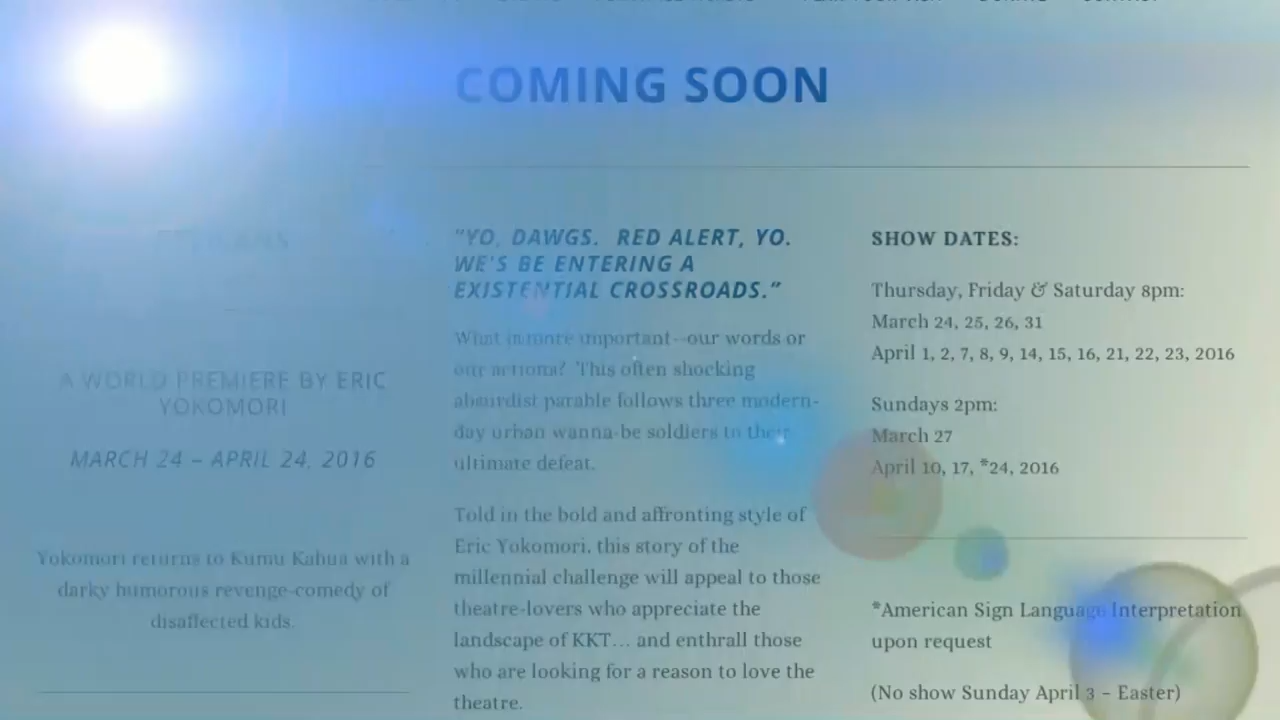 COMING SOON
A WORLD PREMIERE BY ERIC
YOKOMORI
MARCH 24 – APRIL 24, 2016
Yokomori returns to Kumu Kahua with a
darky humorous revenge-comedy of
disaffected kids.
"YO, DAWGS. RED ALERT, YO.
WE'S BE ENTERING A
EXISTENTIAL CROSSROADS."
What is more important--our words or
our actions? This often shocking
absurdist parable follows three modern-
day urban wanna-be soldiers to their
ultimate defeat.
Told in the bold and affronting style of
Eric Yokomori, this story of the
millennial challenge will appeal to those
theatre-lovers who appreciate the
landscape of KKT… and enthrall those
who are looking for a reason to love the
theatre.
SHOW DATES:
Thursday, Friday & Saturday 8pm:
March 24, 25, 26, 31
April 1, 2, 7, 8, 9, 14, 15, 16, 21, 22, 23, 2016
Sundays 2pm:
March 27
April 10, 17, *24, 2016
*American Sign Language Interpretation
upon request
(No show Sunday April 3 – Easter)